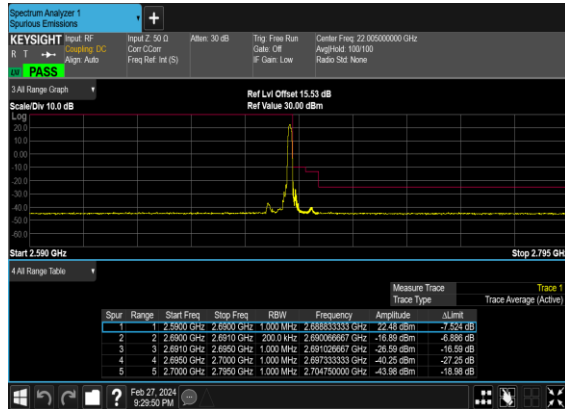 Spectrum Analyzer 1
Spurious Emissions
+
KEYSIGHT Input: RF Input Z: 50 Ω Atten: 30 dB Trig: Free Run Center Freq: 22.005000000 GHz
R T Coupling: DC Corr CCorr Gate: Off Avg|Hold: 100/100
Align: Auto Freq Ref: Int (S) IF Gain: Low Radio Std: None
PASS
3 All Range Graph Ref Lvl Offset 15.53 dB
Scale/Div 10.0 dB Ref Value 30.00 dBm
Log
20.0
10.0
0.00
-10.0
-20.0
-30.0
-40.0
-50.0
-60.0
Start 2.590 GHz Stop 2.795 GH
4 All Range Table
Measure Trace Trace 1
Trace Type Trace Average (Active)
Spur Range Start Freq Stop Freq RBW Frequency Amplitude ΔLimit
1 1 2.5900 GHz 2.6900 GHz 1.000 MHz 2.688833333 GHz 22.48 dBm -7.524 dB
2 2 2.6900 GHz 2.6910 GHz 200.0 kHz 2.690066667 GHz -16.89 dBm -6.886 dB
3 3 2.6910 GHz 2.6950 GHz 1.000 MHz 2.691026667 GHz -26.59 dBm -16.59 dB
4 4 2.6950 GHz 2.7000 GHz 1.000 MHz 2.697333333 GHz -40.25 dBm -27.25 dB
5 5 2.7000 GHz 2.7950 GHz 1.000 MHz 2.704750000 GHz -43.98 dBm -18.98 dB
? Feb 27, 2024
9:29:50 PM